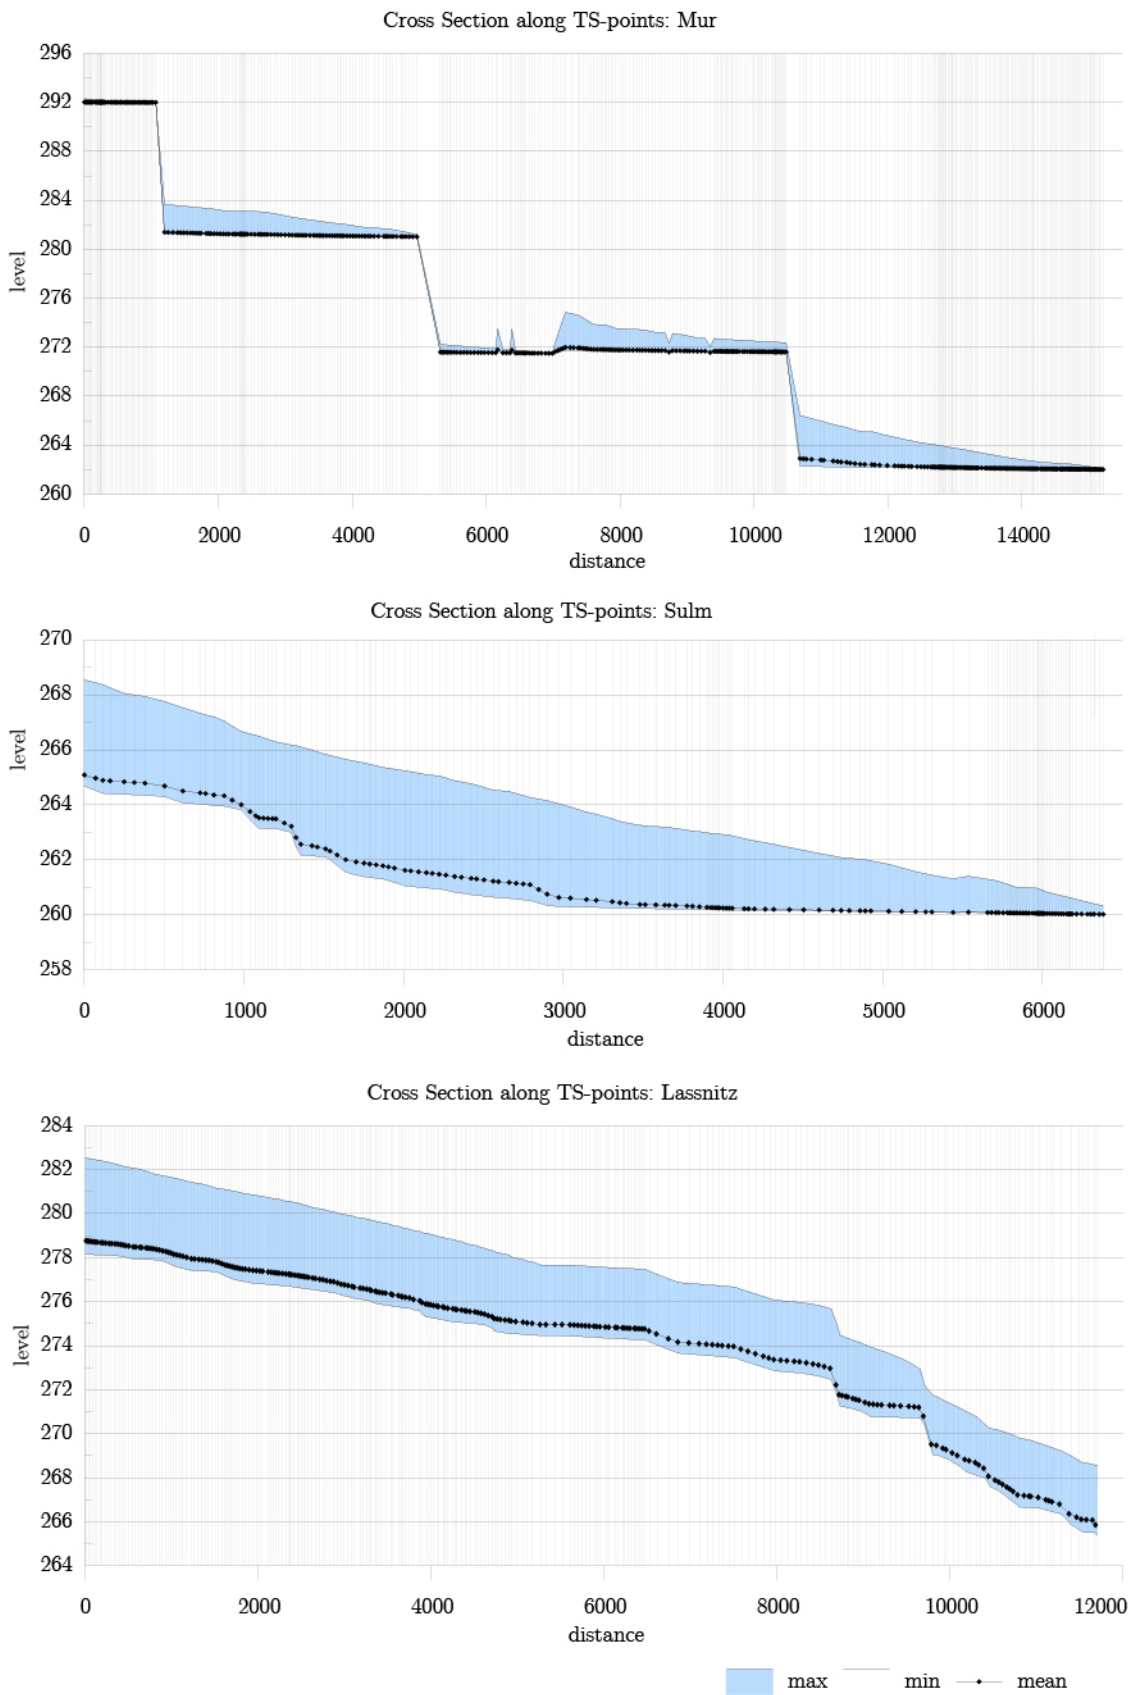 Cross Section along TS-points: Mur
296
292
288
284
280
276
272
268
264
260
level
0 2000 4000 6000 8000 10000 12000 14000
distance
Cross Section along TS-points: Sulm
270
268
266
264
262
260
258
level
0 1000 2000 3000 4000 5000 6000
distance
Cross Section along TS-points: Lassnitz
284
282
280
278
276
274
272
270
268
266
264
level
0 2000 4000 6000 8000 10000 12000
distance
max min mean